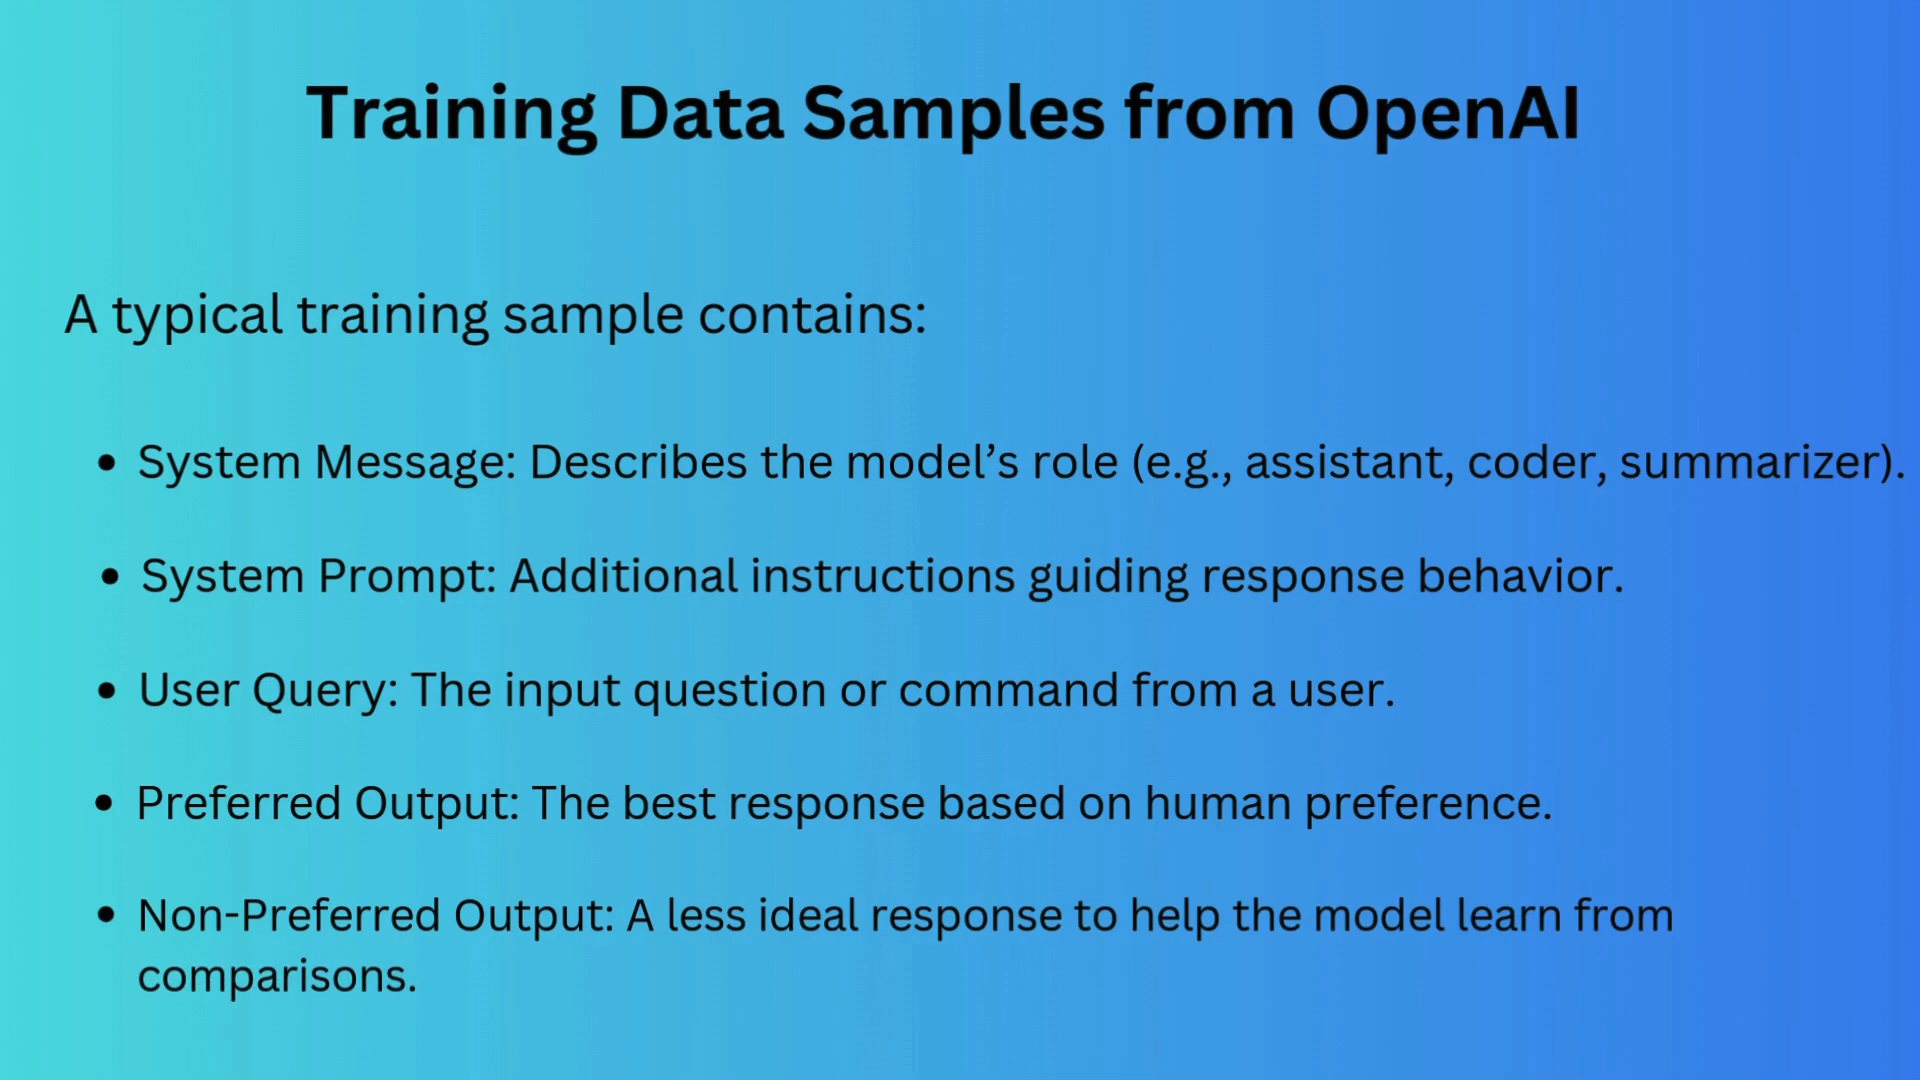 Training Data Samples from OpenAI
A typical training sample contains:
• System Message: Describes the model’s role (e.g., assistant, coder, summarizer).
• System Prompt: Additional instructions guiding response behavior.
• User Query: The input question or command from a user.
• Preferred Output: The best response based on human preference.
• Non-Preferred Output: A less ideal response to help the model learn from
comparisons.